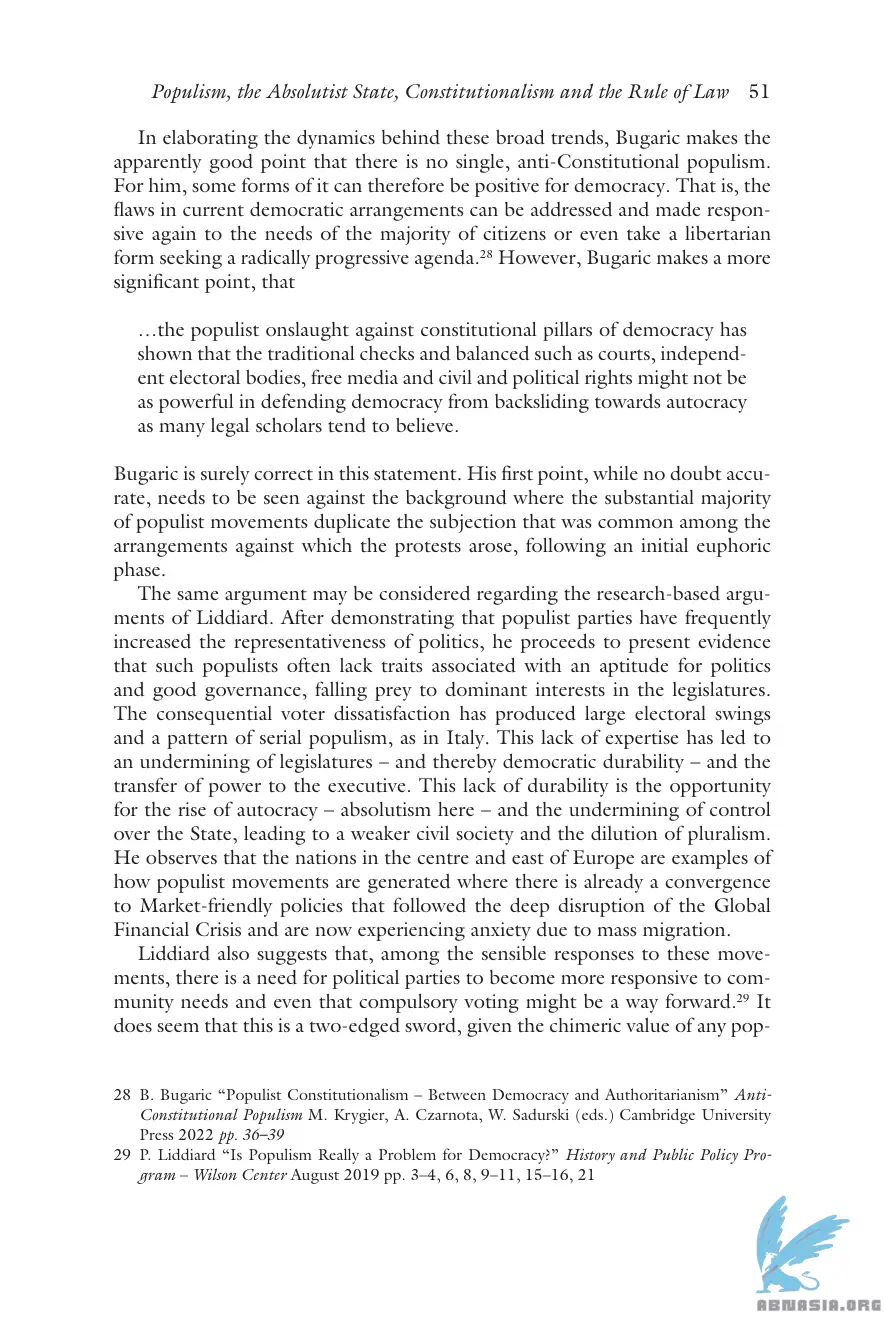 Populism, the Absolutist State, Constitutionalism and the Rule of Law 51
In elaborating the dynamics behind these broad trends, Bugaric makes the
apparently good point that there is no single, anti-Constitutional populism.
For him, some forms of it can therefore be positive for democracy. That is, the
flaws in current democratic arrangements can be addressed and made respon-
sive again to the needs of the majority of citizens or even take a libertarian
form seeking a radically progressive agenda.28 However, Bugaric makes a more
significant point, that
…the populist onslaught against constitutional pillars of democracy has
shown that the traditional checks and balanced such as courts, independ-
ent electoral bodies, free media and civil and political rights might not be
as powerful in defending democracy from backsliding towards autocracy
as many legal scholars tend to believe.
Bugaric is surely correct in this statement. His first point, while no doubt accu-
rate, needs to be seen against the background where the substantial majority
of populist movements duplicate the subjection that was common among the
arrangements against which the protests arose, following an initial euphoric
phase.
The same argument may be considered regarding the research-based argu-
ments of Liddiard. After demonstrating that populist parties have frequently
increased the representativeness of politics, he proceeds to present evidence
that such populists often lack traits associated with an aptitude for politics
and good governance, falling prey to dominant interests in the legislatures.
The consequential voter dissatisfaction has produced large electoral swings
and a pattern of serial populism, as in Italy. This lack of expertise has led to
an undermining of legislatures – and thereby democratic durability – and the
transfer of power to the executive. This lack of durability is the opportunity
for the rise of autocracy – absolutism here – and the undermining of control
over the State, leading to a weaker civil society and the dilution of pluralism.
He observes that the nations in the centre and east of Europe are examples of
how populist movements are generated where there is already a convergence
to Market-friendly policies that followed the deep disruption of the Global
Financial Crisis and are now experiencing anxiety due to mass migration.
Liddiard also suggests that, among the sensible responses to these move-
ments, there is a need for political parties to become more responsive to com-
munity needs and even that compulsory voting might be a way forward.29 It
does seem that this is a two-edged sword, given the chimeric value of any pop-
28 B. Bugaric “Populist Constitutionalism – Between Democracy and Authoritarianism” Anti-
Constitutional Populism M. Krygier, A. Czarnota, W. Sadurski (eds.) Cambridge University
Press 2022 pp. 36–39
29 P. Liddiard “Is Populism Really a Problem for Democracy?” History and Public Policy Pro-
gram – Wilson Center August 2019 pp. 3–4, 6, 8, 9–11, 15–16, 21
ABNASIA.ORG